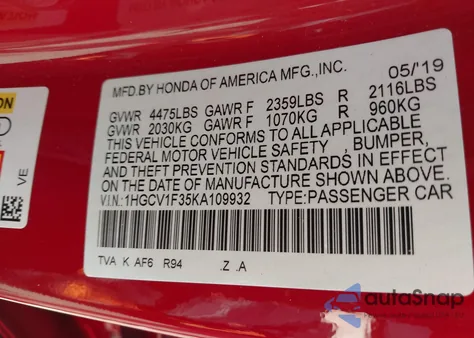 MFD.BY HONDA OF AMERICA MFG.,INC. 05/'19
GVWR 4475LBS GAWR F 2359LBS R 2116LBS
GVWR 2030KG GAWR F 1070KG R 960KG
THIS VEHICLE CONFORMS TO ALL APPLICABLE
FEDERAL MOTOR VEHICLE SAFETY , BUMPER,
AND THEFT PREVENTION STANDARDS IN EFFECT
ON THE DATE OF MANUFACTURE SHOWN ABOVE.
V.I.N.: 1HGCV1F35KA109932 TYPE:PASSENGER CAR
TVA K AF6 R94 .Z .A
ON
VE
autoSnap